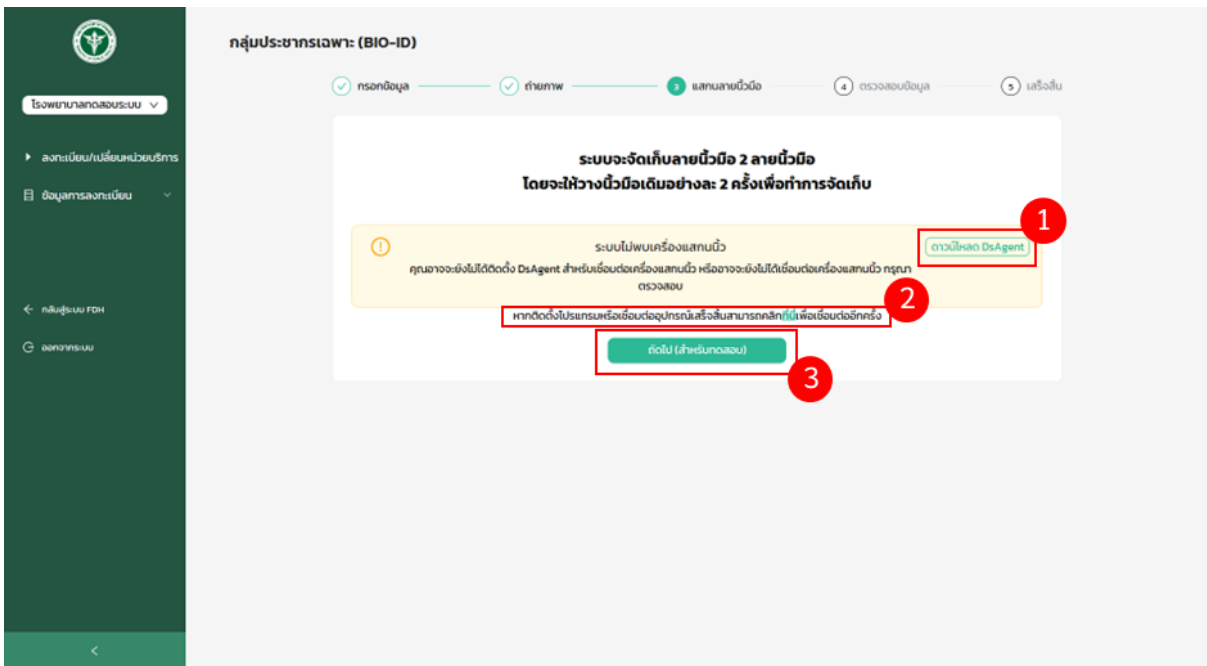 กลุ่มประชากรเฉพาะ (BIO-ID)
โรงพยาบาลทดสอบระบบ
ลงทะเบียน/เปลี่ยนหน่วยบริการ
ข้อมูลการลงทะเบียน
กลับสู่ระบบ FDH
ออกจากระบบ
กรอกข้อมูล
ถ่ายภาพ
3 แสกนลายนิ้วมือ
4 ตรวจสอบข้อมูล
5 เสร็จสิ้น
ระบบจะจัดเก็บลายนิ้วมือ 2 ลายนิ้วมือ
โดยจะให้วางนิ้วมือเดิมอย่างละ 2 ครั้งเพื่อทำการจัดเก็บ
1
ระบบไม่พบเครื่องแสกนนิ้ว
ดาวน์โหลด DsAgent
คุณอาจจะยังไม่ได้ติดตั้ง DsAgent สำหรับเชื่อมต่อเครื่องแสกนนิ้ว หรืออาจจะยังไม่ได้เชื่อมต่อเครื่องแสกนนิ้ว กรุณา
ตรวจสอบ
2
หากติดตั้งโปรแกรมหรือเชื่อมต่ออุปกรณ์เสร็จสิ้นสามารถคลิกที่นี่เพื่อเชื่อมต่ออีกครั้ง
ถัดไป (สำหรับทดสอบ)
3